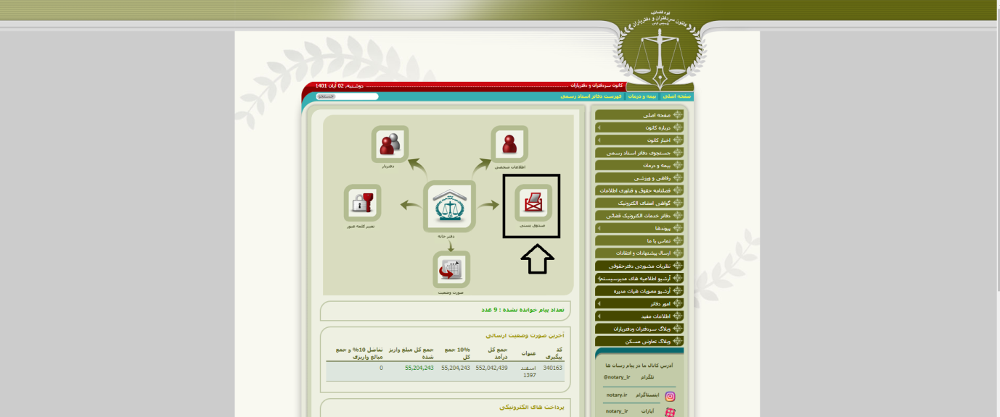 قوه قضائیه
کانون سردفتران و دفتریاران
کانون سردفتران و دفتریاران
دوشنبه, 02 آبان 1401
صفحه اصلی
بیمه و درمان
فهرست دفاتر اسناد رسمی
جستجو
صفحه اصلی
درباره کانون
اخبار کانون
جستجوی دفاتر اسناد رسمی
بیمه و درمان
رفاهی و ورزشی
فصلنامه حقوق و فناوری اطلاعات
گواهی امضای الکترونیک
دفاتر خدمات الکترونیک قضائی
پیوندها
تماس با ما
ارسال پیشنهادات و انتقادات
نظریات مشورتی دفترحقوقی
آرشیو اطلاعیه های مدیرسیستم
آرشیو مصوبات هیات مدیره
امور دفاتر
اطلاعات مفید
وبلاگ سردفتران ودفتریاران
وبلاگ تعاونی مسکن
آدرس کانال ما در پیام رسان ها
تلگرام @notary_ir
اینستاگرام notary.ir
آپارات notary_ir
اطلاعات شخصی
دفتریار
صندوق پستی
تغییر کلمه عبور
دفتر خانه
صورت وضعیت
تعداد پیام خوانده نشده : 9 عدد
آخرین صورت وضعیت ارسالی
کد پیگیری عنوان جمع کل درآمد 10% جمع کل جمع کل مبلغ واریز شده تفاضل 10% و جمع مبالغ واریزی
340163 اسفند 1397 552,042,439 55,204,243 55,204,243 0
پرداخت های الکترونیکی